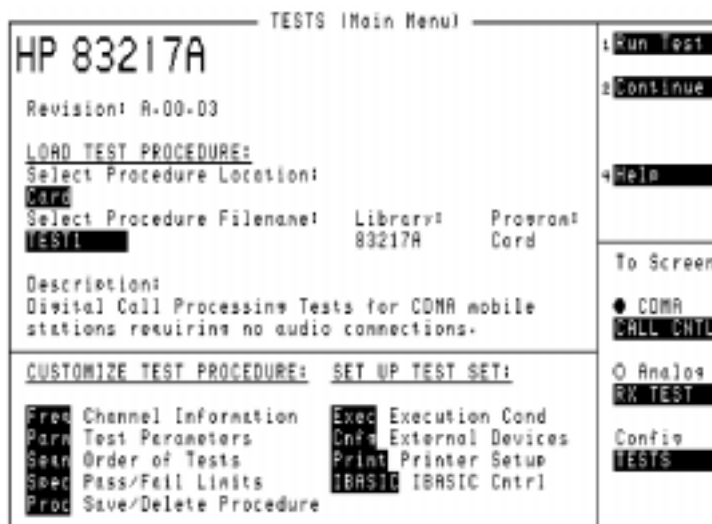 TESTS (Main Menu)
HP 83217A
Revision: A.00.03
LOAD TEST PROCEDURE:
Select Procedure Location:
Card
Select Procedure Filename: Library: Program:
TEST1 83217A Card
Description:
Digital Call Processing Tests for CDMA mobile
stations requiring no audio connections.
CUSTOMIZE TEST PROCEDURE: SET UP TEST SET:
Freq Channel Information Exec Execution Cond
Parm Test Parameters Cnfg External Devices
Seqn Order of Tests Print Printer Setup
Spec Pass/Fail Limits IBASIC IBASIC Cntrl
Proc Save/Delete Procedure
1 Run Test
2 Continue
4 Help
To Screen
CDMA
CALL CNTL
Analog
RX TEST
Config
TESTS